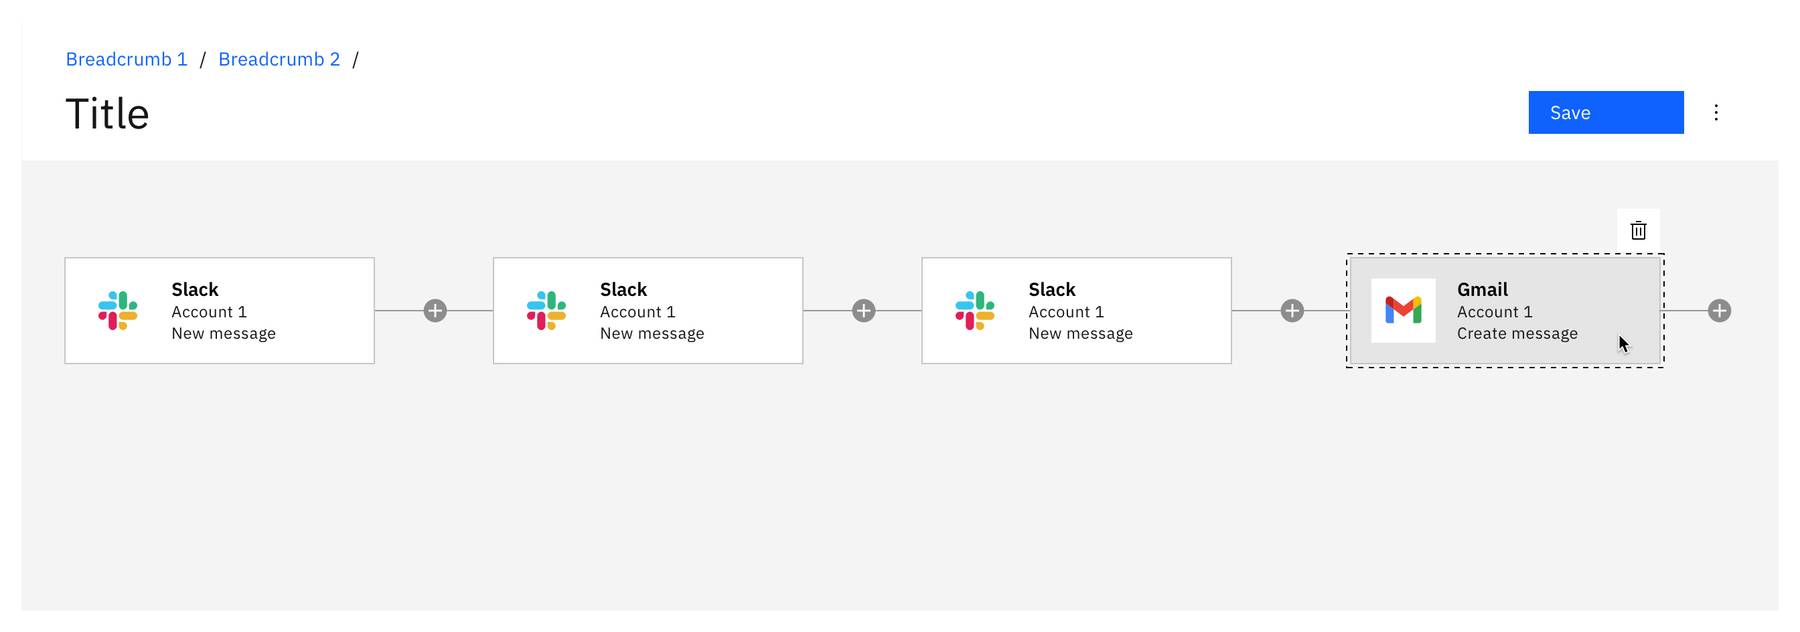 Breadcrumb 1 / Breadcrumb 2 /
Title
Save
Slack
Account 1
New message
Slack
Account 1
New message
Slack
Account 1
New message
Gmail
Account 1
Create message